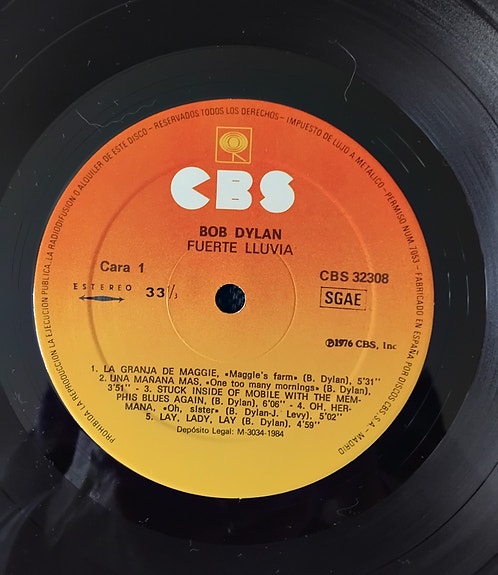 PROHIBIDA LA REPRODUCCION, LA EJECUCION PUBLICA, LA RADIODIFUSION O ALQUILER DE ESTE DISCO – RESERVADOS TODOS LOS DERECHOS – IMPUESTO DE LUJO A METALICO – PERMISO NUM. 7053 – FABRICADO EN ESPAÑA POR DISCOS CBS S.A. – MADRID
CBS
BOB DYLAN
FUERTE LLUVIA
Cara 1
CBS 32308
ESTEREO 33 1/3
SGAE
Ⓟ1976 CBS, Inc
1. LA GRANJA DE MAGGIE, «Maggie's farm» (B. Dylan), 5'31"
2. UNA MAÑANA MAS, «One too many mornings» (B. Dylan),
3'51" - 3. STUCK INSIDE OF MOBILE WITH THE MEM-
PHIS BLUES AGAIN, (B. Dylan), 6'06" - 4. OH, HER-
MANA, «Oh, sister» (B. Dylan-J. Levy), 5'02"
5. LAY, LADY, LAY (B. Dylan) 4'59"
Depósito Legal: M-3034-1984